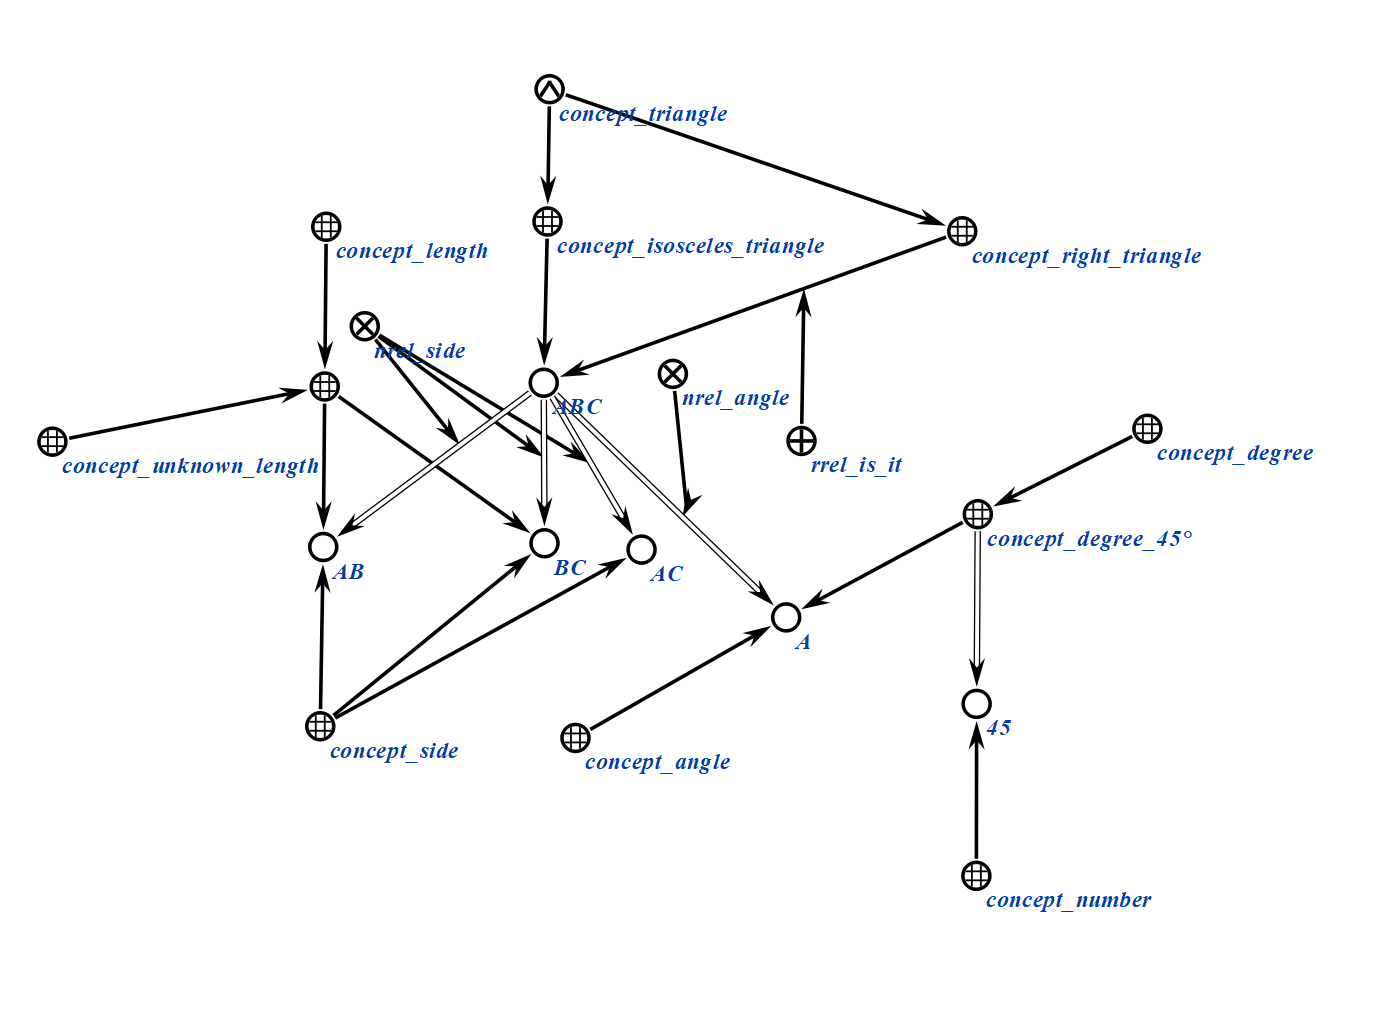 concept_triangle
concept_length
concept_isosceles_triangle
concept_right_triangle
nrel_side
ABC
nrel_angle
concept_unknown_length
rrel_is_it
concept_degree
concept_degree_45°
AB
BC
AC
A
45
concept_side
concept_angle
concept_number